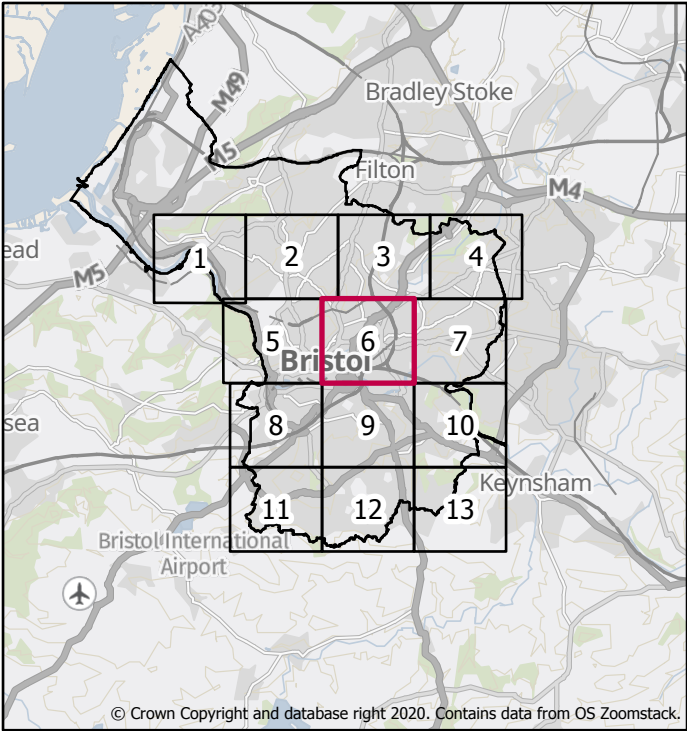 A403
M49
Bradley Stoke
M5
Filton
M4
ead
M5
1
2
3
4
5
6
7
Bristol
sea
8
9
10
Keynsham
11
12
13
Bristol International
Airport
© Crown Copyright and database right 2020. Contains data from OS Zoomstack.